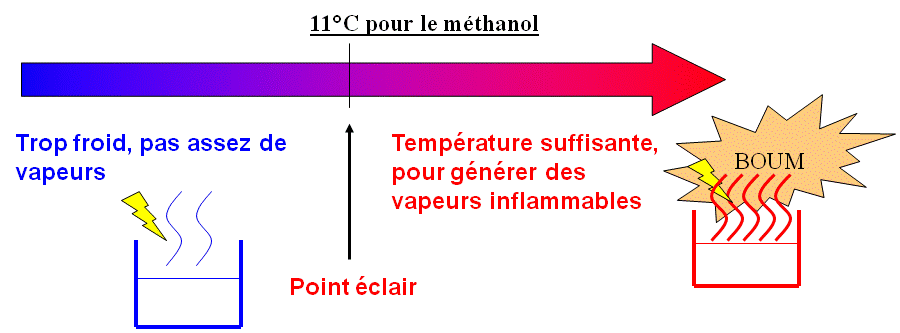 11°C pour le méthanol
Trop froid, pas assez de
vapeurs
Température suffisante,
pour générer des
vapeurs inflammables
BOUM
Point éclair